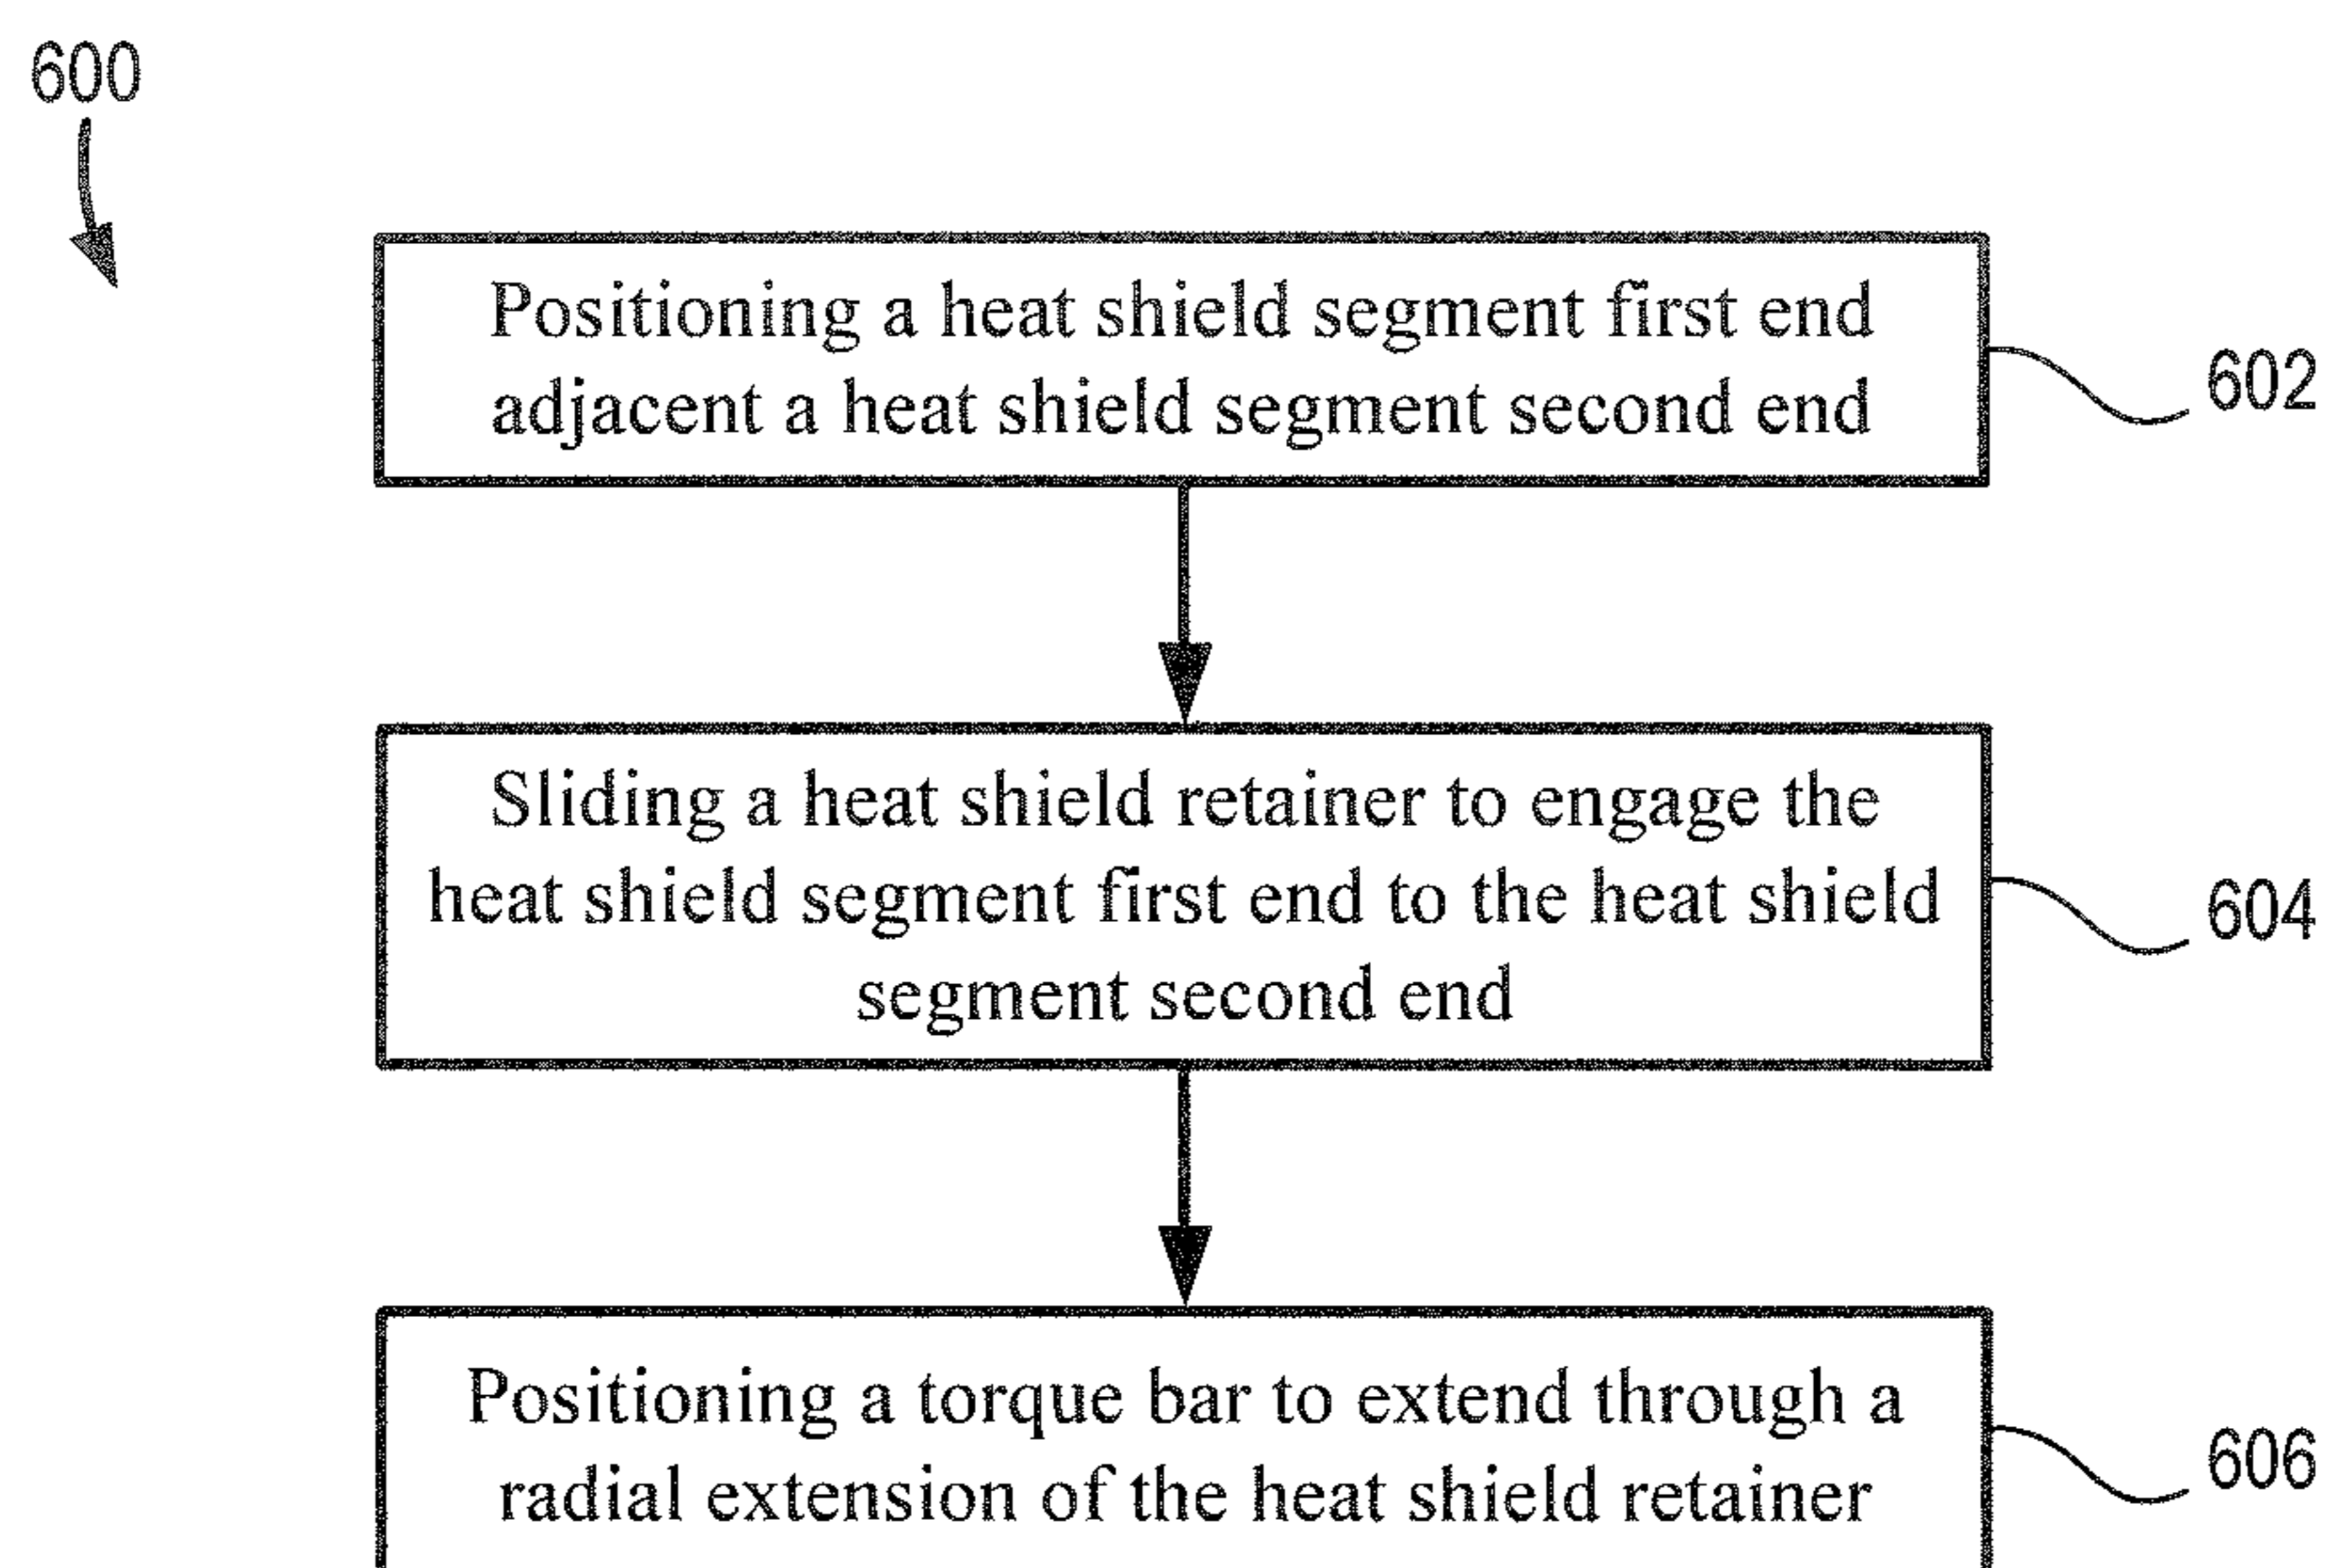 600
Positioning a heat shield segment first end
adjacent a heat shield segment second end
602
Sliding a heat shield retainer to engage the
heat shield segment first end to the heat shield
segment second end
604
Positioning a torque bar to extend through a
radial extension of the heat shield retainer
606